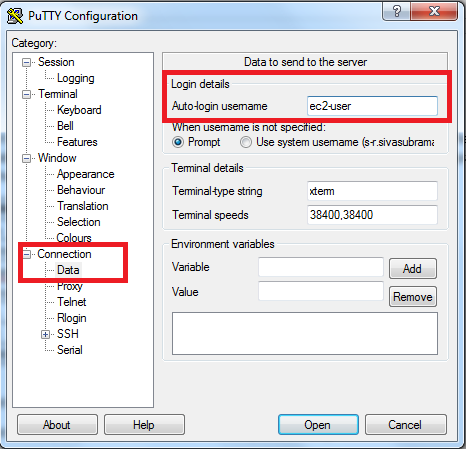 PuTTY Configuration
Category:
Session
Logging
Terminal
Keyboard
Bell
Features
Window
Appearance
Behaviour
Translation
Selection
Colours
Connection
Data
Proxy
Telnet
Rlogin
SSH
Serial
Data to send to the server
Login details
Auto-login username ec2-user
When username is not specified:
Prompt Use system username (s-r.sivasubrama
Terminal details
Terminal-type string xterm
Terminal speeds 38400,38400
Environment variables
Variable Add
Value Remove
About Help Open Cancel